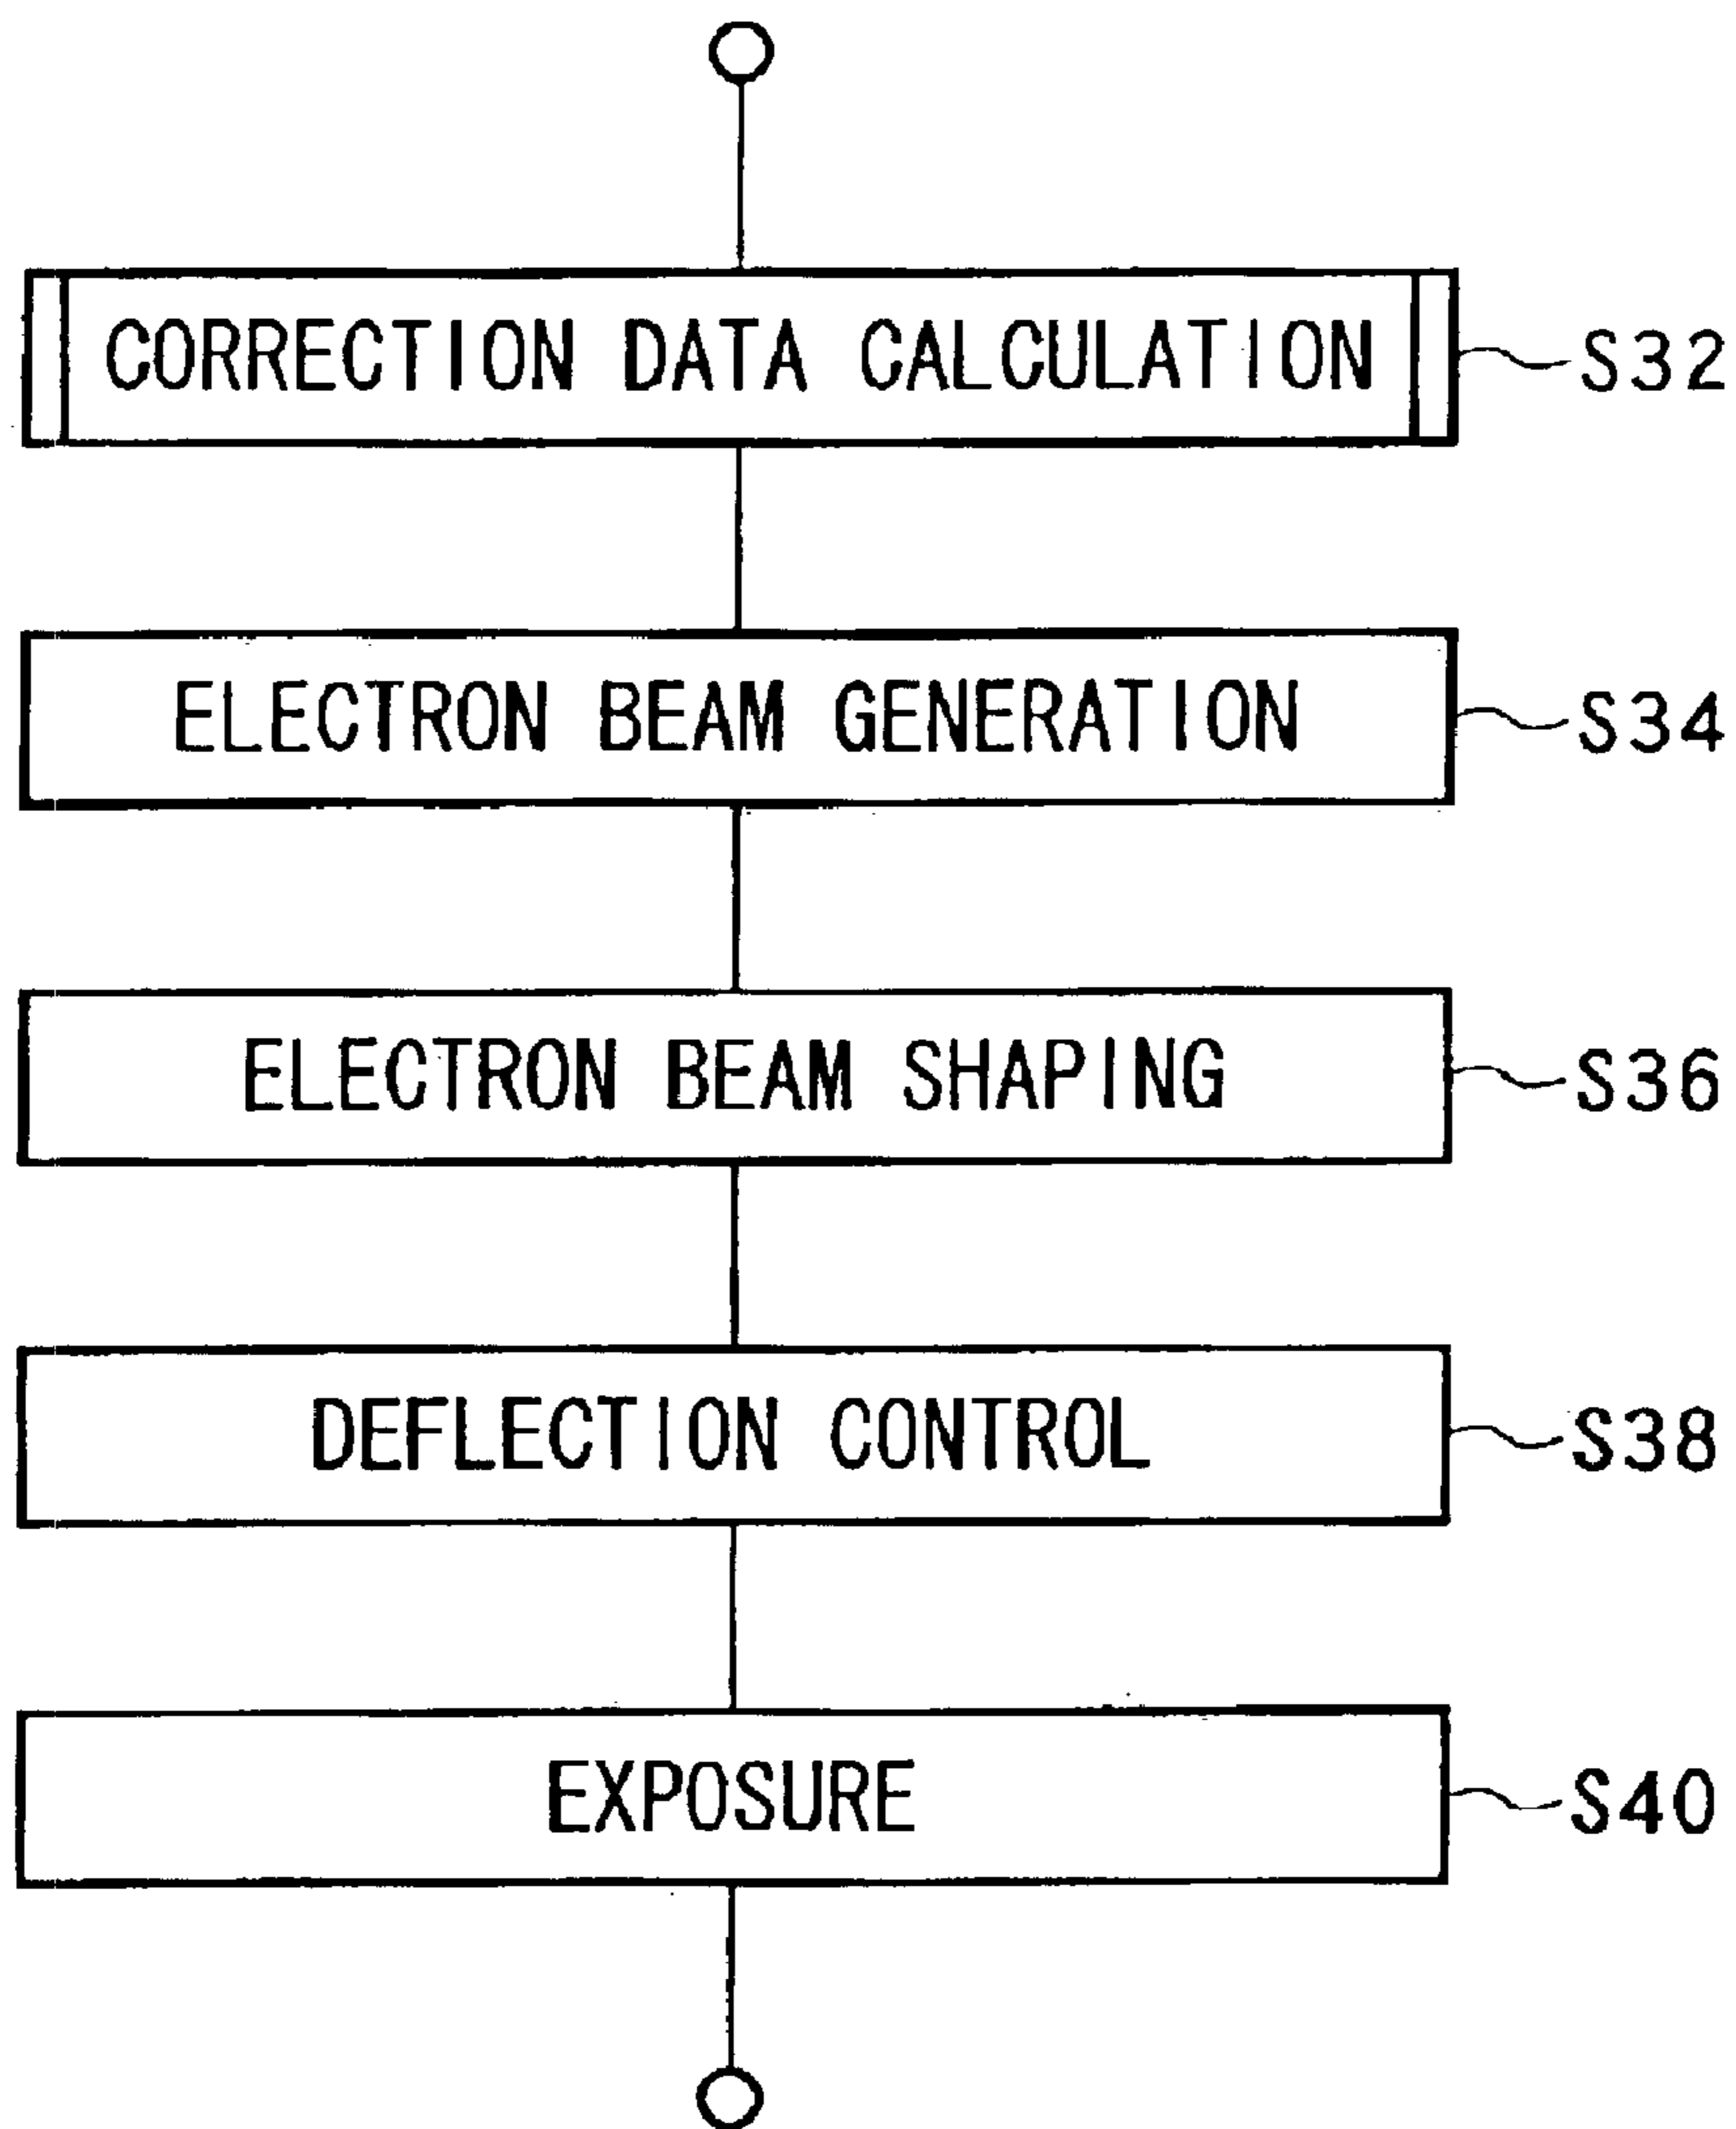 CORRECTION DATA CALCULATION S32
ELECTRON BEAM GENERATION S34
ELECTRON BEAM SHAPING S36
DEFLECTION CONTROL S38
EXPOSURE S40